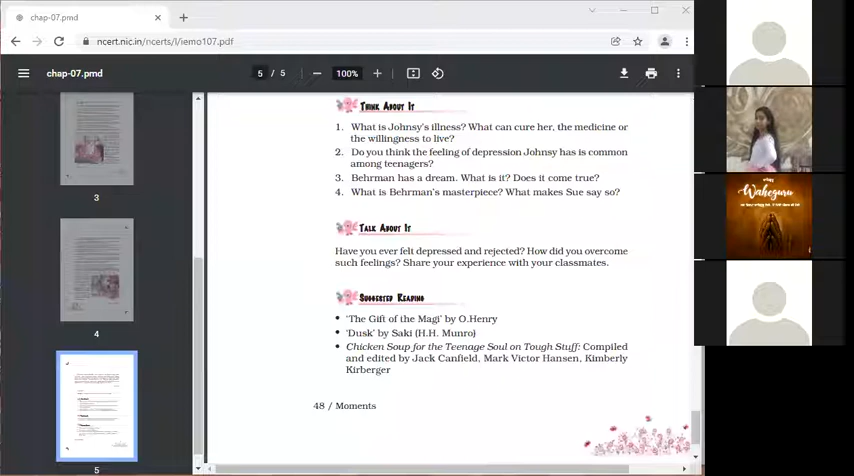 chap-07.pmd
ncert.nic.in/ncerts/l/iemo107.pdf
chap-07.pmd
5 / 5
100%
THINK ABOUT IT
1. What is Johnsy's illness? What can cure her, the medicine or
the willingness to live?
2. Do you think the feeling of depression Johnsy has is common
among teenagers?
3. Behrman has a dream. What is it? Does it come true?
4. What is Behrman's masterpiece? What makes Sue say so?
TALK ABOUT IT
Have you ever felt depressed and rejected? How did you overcome
such feelings? Share your experience with your classmates.
SUGGESTED READING
• 'The Gift of the Magi' by O.Henry
• 'Dusk' by Saki (H.H. Munro)
• Chicken Soup for the Teenage Soul on Tough Stuff: Compiled
and edited by Jack Canfield, Mark Victor Hansen, Kimberly
Kirberger
48 / Moments
3
4
5
Waheguru